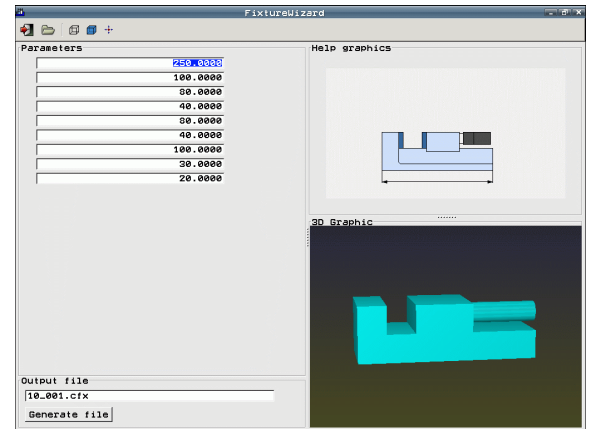 FixtureWizard
Parameters
250.0000
100.0000
80.0000
40.0000
80.0000
40.0000
100.0000
30.0000
20.0000
Help graphics
3D Graphic
Output file
10_001.cfx
Generate file